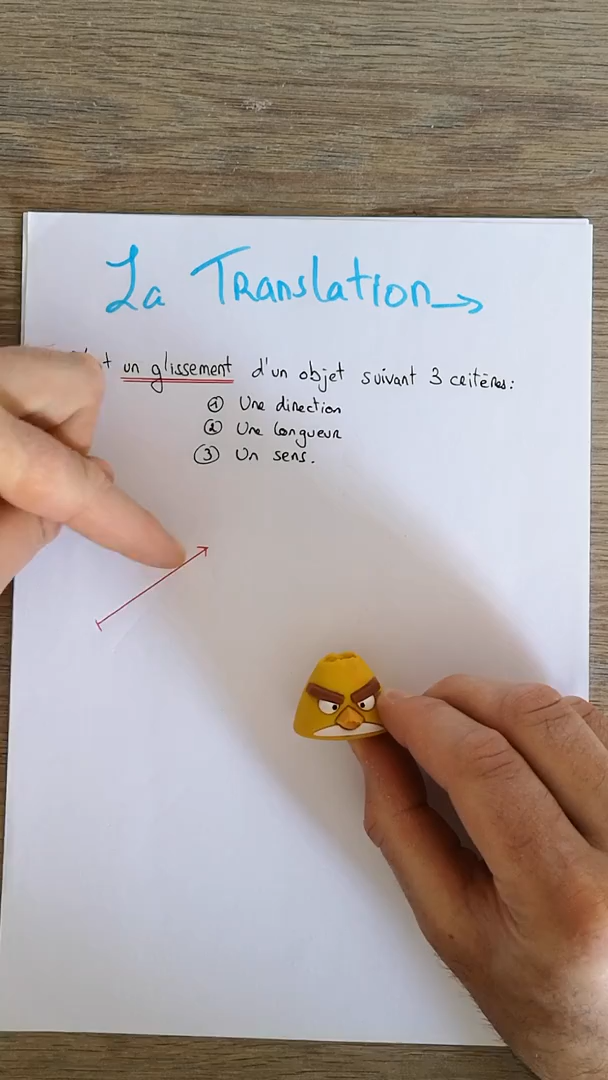 La Translation
un glissement d'un objet suivant 3 critères:
① Une direction
② Une longueur
③ Un sens.